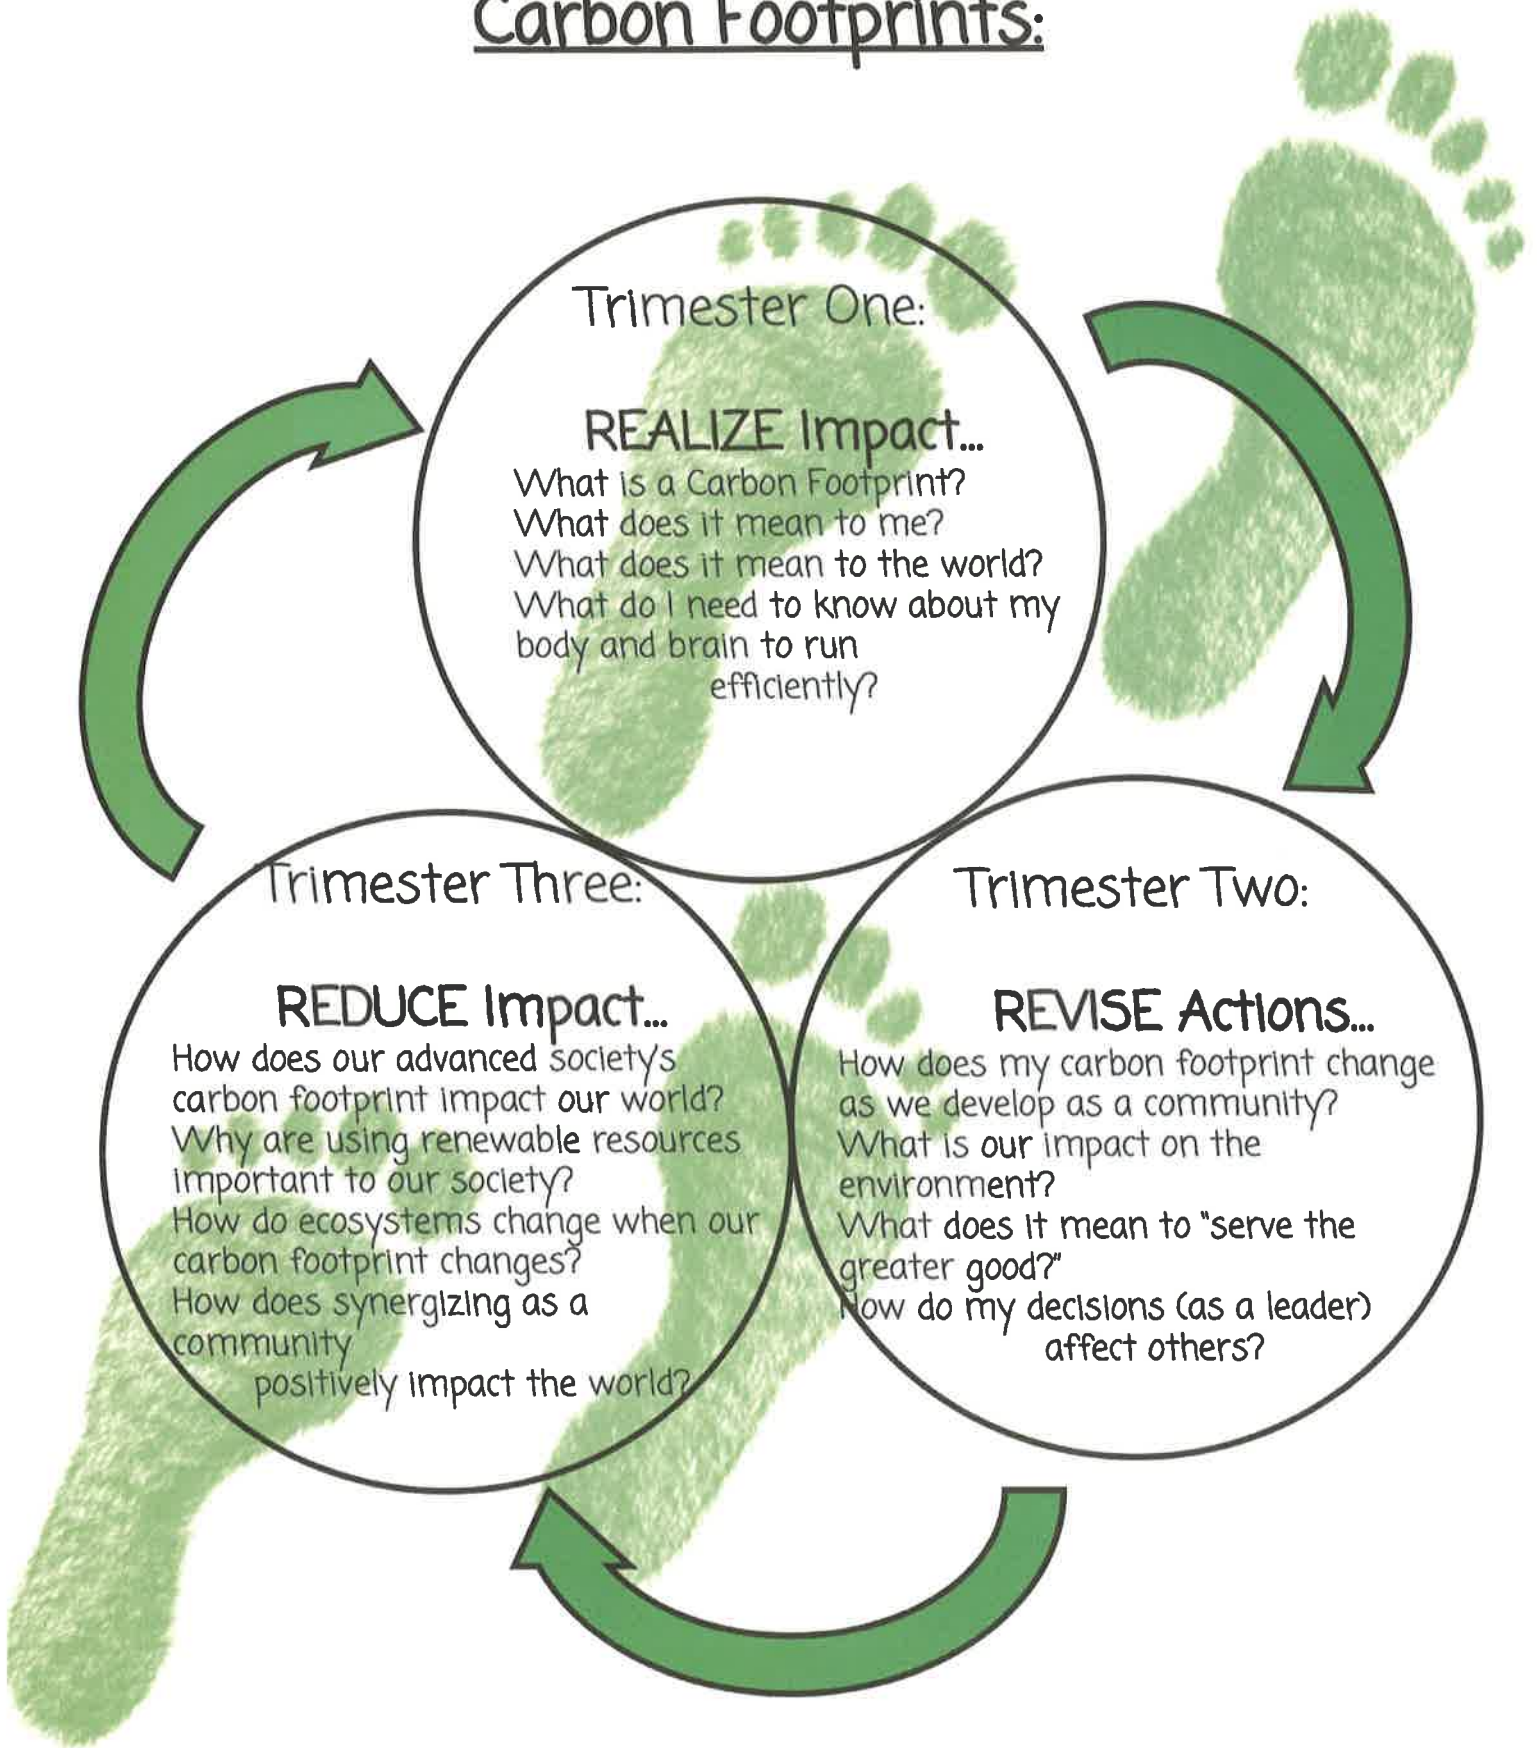 Carbon Footprints:
Trimester One:
REALIZE Impact...
What is a Carbon Footprint?
What does it mean to me?
What does it mean to the world?
What do I need to know about my
body and brain to run
efficiently?
Trimester Three:
REDUCE Impact...
How does our advanced society's
carbon footprint impact our world?
Why are using renewable resources
important to our society?
How do ecosystems change when our
carbon footprint changes?
How does synergizing as a
community
positively impact the world?
Trimester Two:
REVISE Actions...
How does my carbon footprint change
as we develop as a community?
What is our impact on the
environment?
What does it mean to "serve the
greater good?"
How do my decisions (as a leader)
affect others?